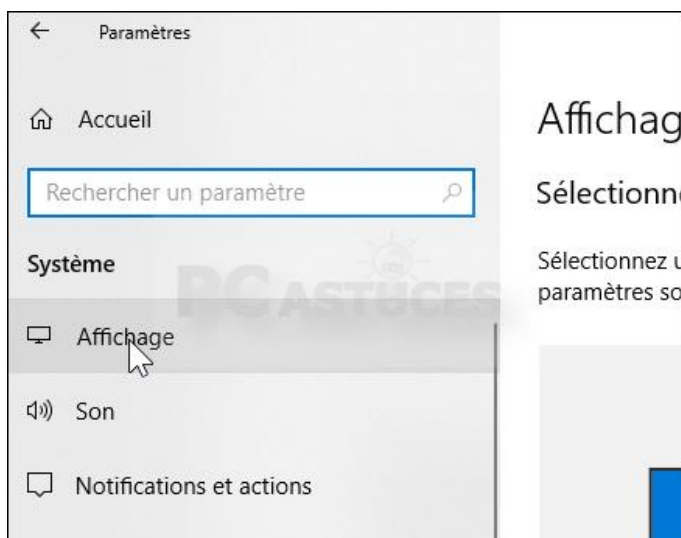 Paramètres
Accueil
Rechercher un paramètre
Système
Affichage
Son
Notifications et actions
Affichag
Sélectionn
Sélectionnez u
paramètres so
PC ASTUCES